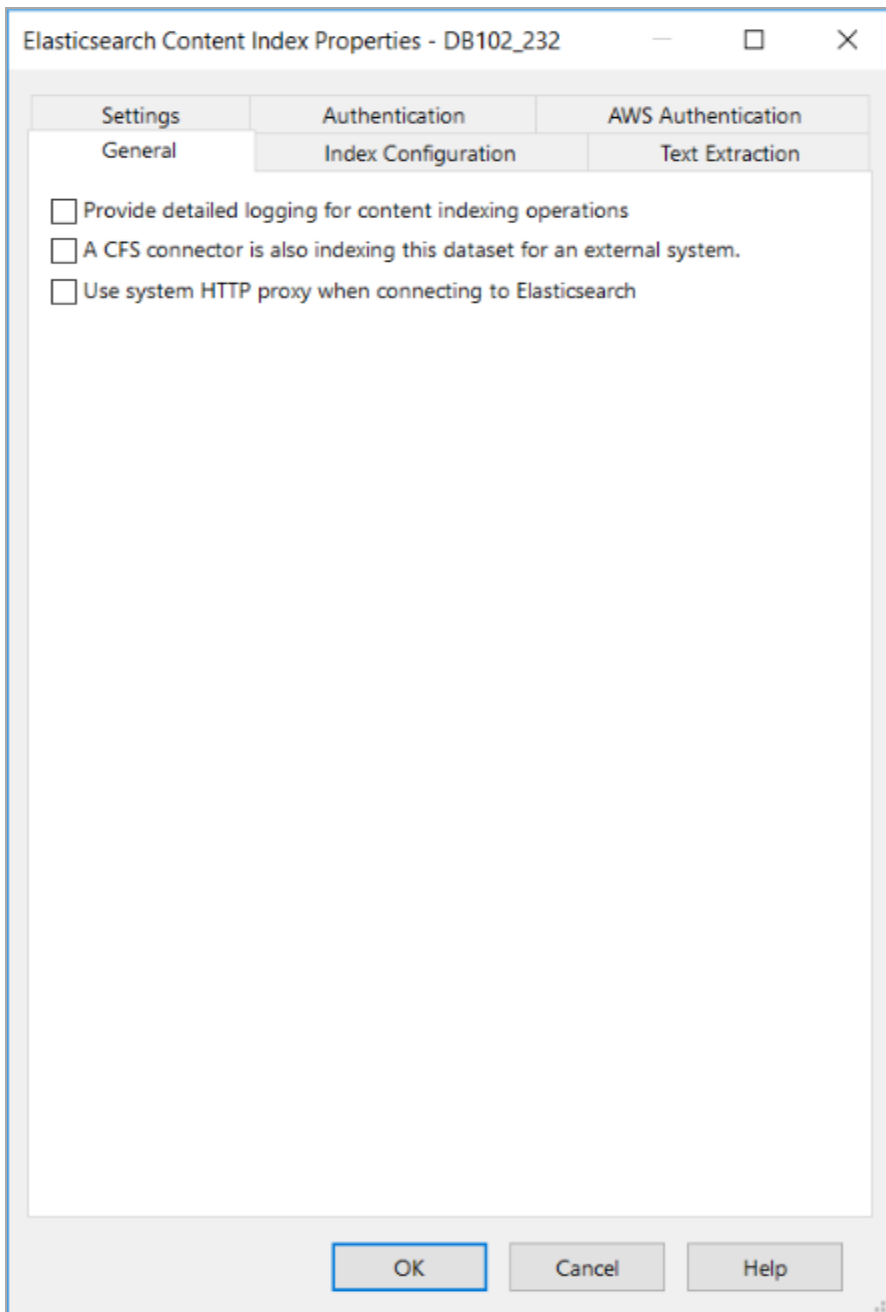 Elasticsearch Content Index Properties - DB102_232
Settings Authentication AWS Authentication
General Index Configuration Text Extraction
Provide detailed logging for content indexing operations
A CFS connector is also indexing this dataset for an external system.
Use system HTTP proxy when connecting to Elasticsearch
OK Cancel Help